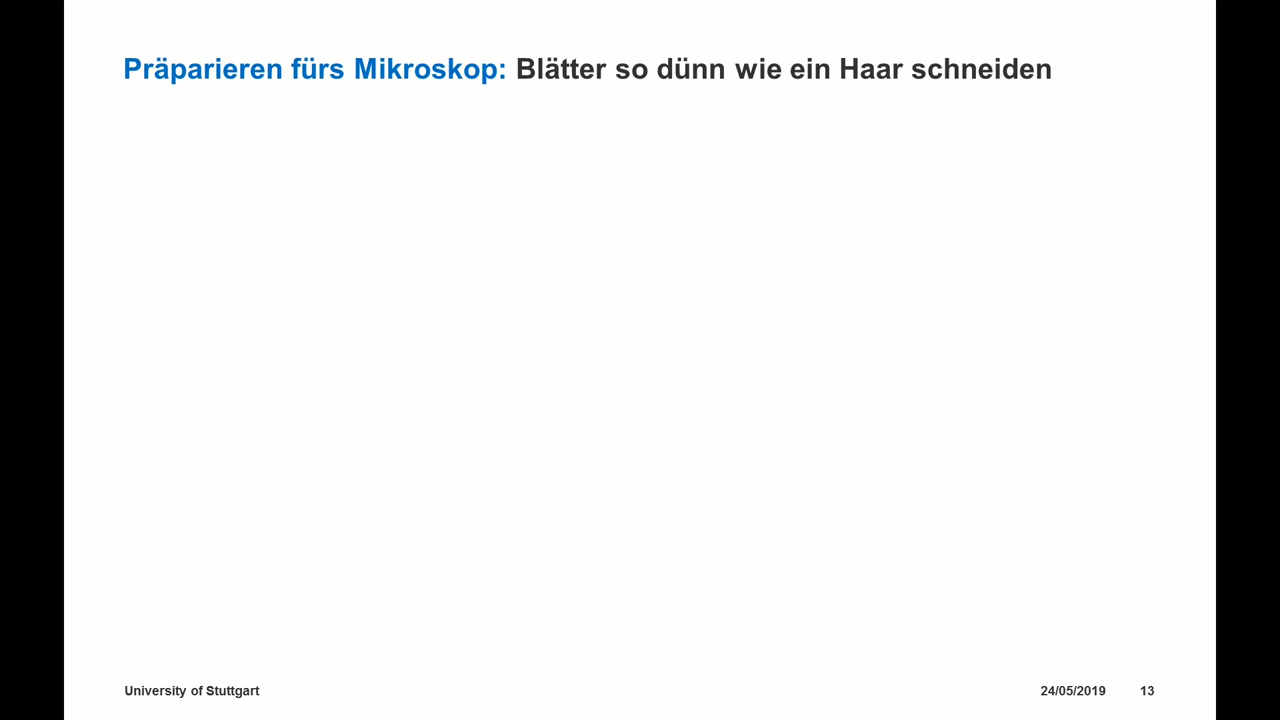 Präparieren fürs Mikroskop: Blätter so dünn wie ein Haar schneiden
University of Stuttgart 24/05/2019 13